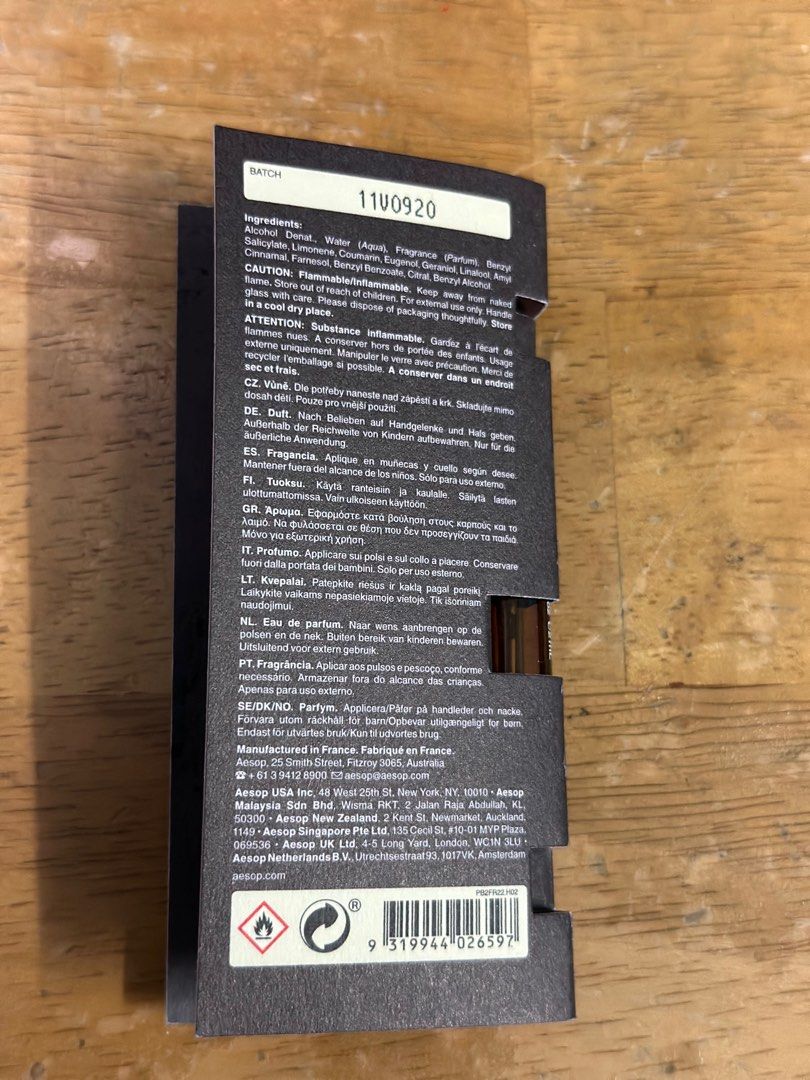 BATCH
11V0920
Ingredients:
Alcohol Denat., Water (Aqua), Fragrance (Parfum), Benzyl
Salicylate, Limonene, Coumarin, Eugenol, Geraniol, Linalool, Amyl
Cinnamal, Farnesol, Benzyl Benzoate, Citral, Benzyl Alcohol.
CAUTION: Flammable/Inflammable. Keep away from naked
flame. Store out of reach of children. For external use only. Handle
glass with care. Please dispose of packaging thoughtfully. Store
in a cool dry place.
ATTENTION: Substance inflammable. Gardez à l'écart de
flammes nues. A conserver hors de portée des enfants. Usage
externe uniquement. Manipuler le verre avec précaution. Merci de
recycler l'emballage si possible. A conserver dans un endroit
sec et frais.
CZ. Vůně. Dle potřeby naneste nad zápěstí a krk. Skladujte mimo
dosah dětí. Pouze pro vnější použití.
DE. Duft. Nach Belieben auf Handgelenke und Hals geben.
Außerhalb der Reichweite von Kindern aufbewahren. Nur für die
äußerliche Anwendung.
ES. Fragancia. Aplique en muñecas y cuello según desee.
Mantener fuera del alcance de los niños. Sólo para uso externo.
FI. Tuoksu. Käytä ranteisiin ja kaulalle. Säilytä lasten
ulottumattomissa. Vain ulkoiseen käyttöön.
GR. Άρωμα. Εφαρμόστε κατά βούληση στους καρπούς και το
λαιμό. Να φυλάσσεται σε θέση που δεν προσεγγίζουν τα παιδιά.
Μόνο για εξωτερική χρήση.
IT. Profumo. Applicare sui polsi e sul collo a piacere. Conservare
fuori dalla portata dei bambini. Solo per uso esterno.
LT. Kvepalai. Patepkite riešus ir kaklą pagal poreikį.
Laikykite vaikams nepasiekiamoje vietoje. Tik išoriniam
naudojimui.
NL. Eau de parfum. Naar wens aanbrengen op de
polsen en de nek. Buiten bereik van kinderen bewaren.
Uitsluitend voor extern gebruik.
PT. Fragrância. Aplicar aos pulsos e pescoço, conforme
necessário. Armazenar fora do alcance das crianças.
Apenas para uso externo.
SE/DK/NO. Parfym. Applicera/Påfør på handleder och nacke.
Förvara utom räckhåll för barn/Opbevar utilgængeligt for børn.
Endast för utvärtes bruk/Kun til udvortes brug.
Manufactured in France. Fabriqué en France.
Aesop, 25 Smith Street, Fitzroy 3065, Australia
☎ + 61 3 9412 8900 ✉ aesop@aesop.com
Aesop USA Inc, 48 West 25th St, New York, NY, 10010 • Aesop
Malaysia Sdn Bhd, Wisma RKT, 2 Jalan Raja Abdullah, KL,
50300 • Aesop New Zealand, 2 Kent St, Newmarket, Auckland,
1149 • Aesop Singapore Pte Ltd, 135 Cecil St, #10-01 MYP Plaza,
069536 • Aesop UK Ltd, 4-5 Long Yard, London, WC1N 3LU •
Aesop Netherlands B.V., Utrechtsestraat 93, 1017VK, Amsterdam
aesop.com
PB2FR22.H02
®
9 319944 026597